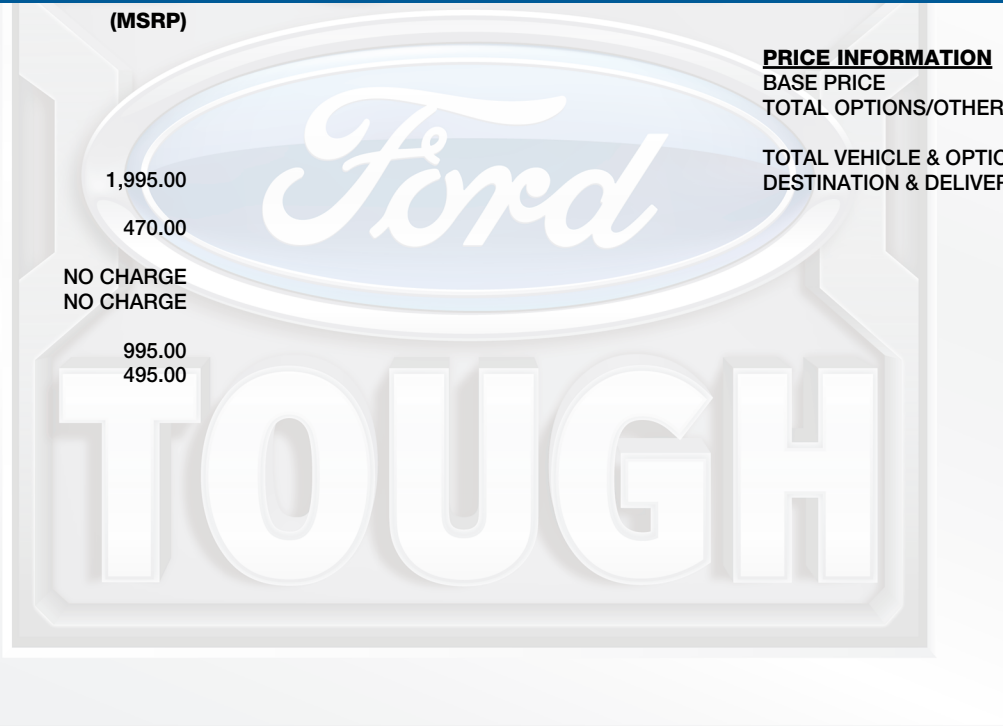 (MSRP)
1,995.00
470.00
NO CHARGE
NO CHARGE
995.00
495.00
PRICE INFORMATION
BASE PRICE
TOTAL OPTIONS/OTHER
TOTAL VEHICLE & OPTIO
DESTINATION & DELIVER
Ford
TOUGH